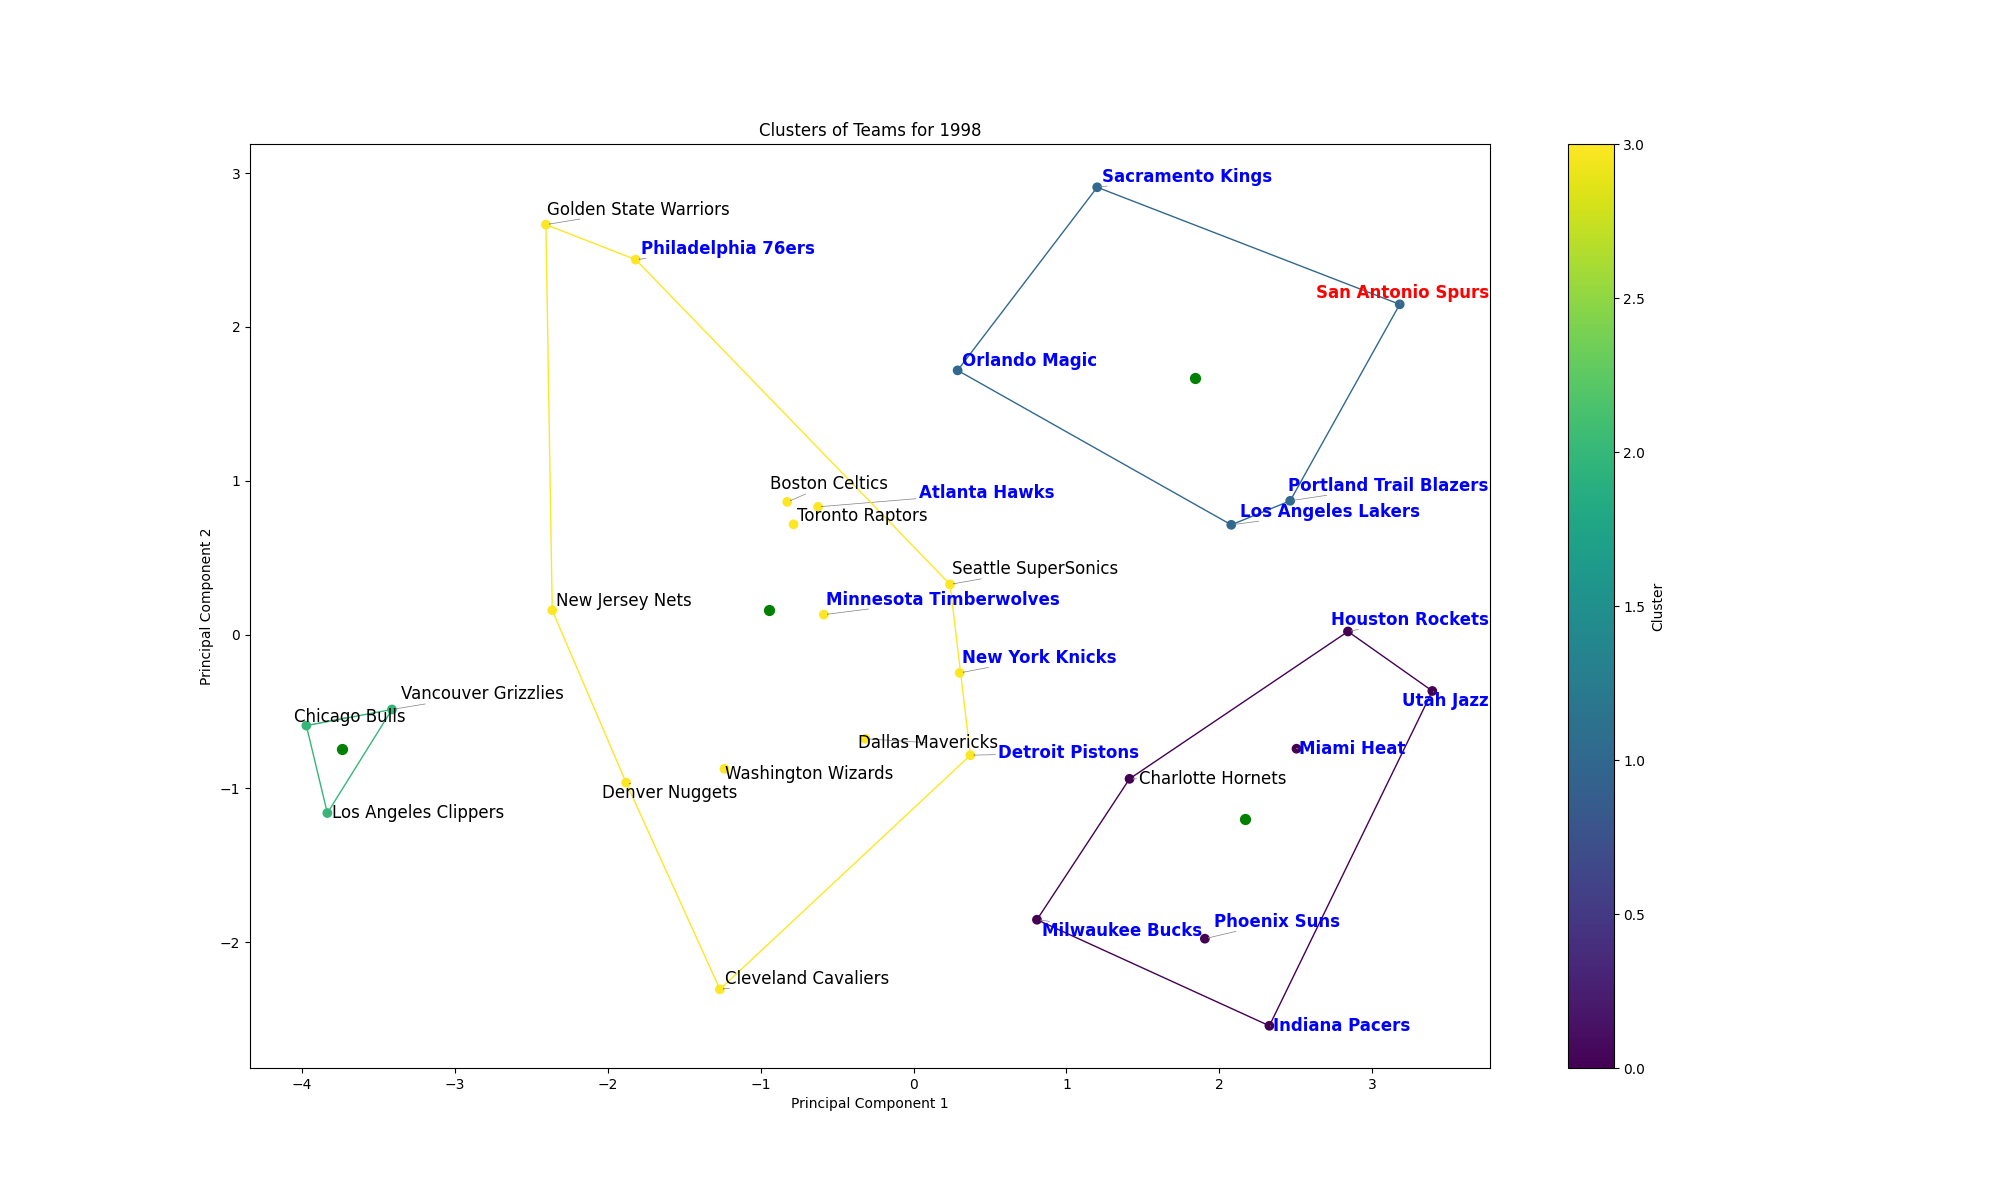 Clusters of Teams for 1998
3
2
1
0
−1
−2
Principal Component 2
Sacramento Kings
Golden State Warriors
Philadelphia 76ers
San Antonio Spurs
Orlando Magic
Boston Celtics
Atlanta Hawks
Portland Trail Blazers
Toronto Raptors
Los Angeles Lakers
Seattle SuperSonics
New Jersey Nets
Minnesota Timberwolves
Houston Rockets
New York Knicks
Vancouver Grizzlies
Utah Jazz
Chicago Bulls
Dallas Mavericks
Detroit Pistons
Miami Heat
Washington Wizards
Charlotte Hornets
Denver Nuggets
Los Angeles Clippers
Phoenix Suns
Milwaukee Bucks
Cleveland Cavaliers
Indiana Pacers
−4
−3
−2
−1
0
1
2
3
Principal Component 1
3.0
2.5
2.0
1.5
1.0
0.5
0.0
Cluster